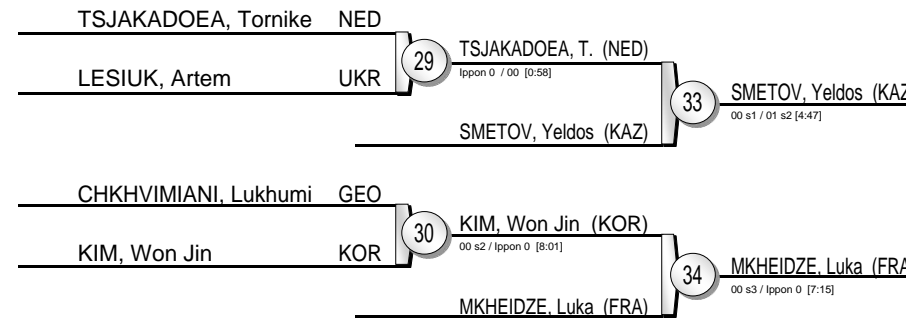 TSJAKADOEA, Tornike NED
29
TSJAKADOEA, T. (NED)
Ippon 0 / 00 [0:58]
LESIUK, Artem UKR
33
SMETOV, Yeldos (KAZ
00 s1 / 01 s2 [4:47]
SMETOV, Yeldos (KAZ)
CHKHVIMIANI, Lukhumi GEO
30
KIM, Won Jin (KOR)
00 s2 / Ippon 0 [8:01]
KIM, Won Jin KOR
34
MKHEIDZE, Luka (FRA
00 s3 / Ippon 0 [7:15]
MKHEIDZE, Luka (FRA)